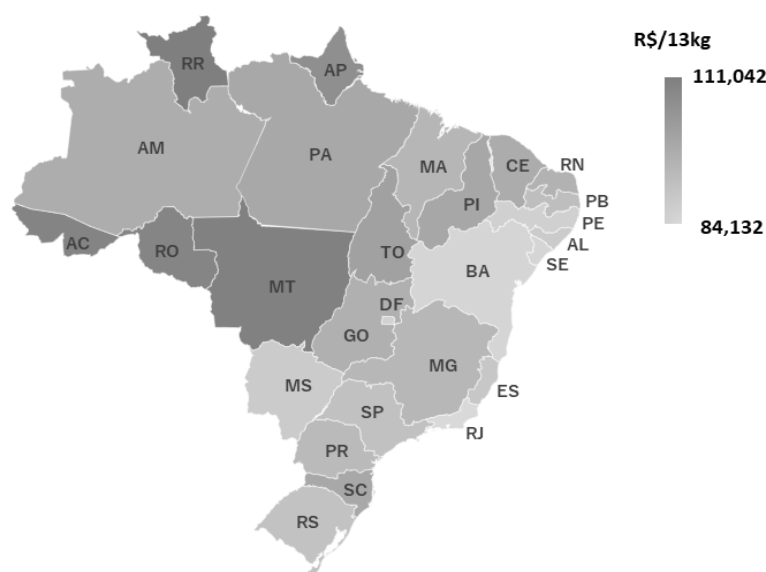 R$/13kg
111,042
84,132
RR
AP
AM
PA
MA
CE
RN
PB
PE
AL
SE
PI
AC
RO
TO
BA
MT
DF
GO
MG
MS
ES
SP
RJ
PR
SC
RS